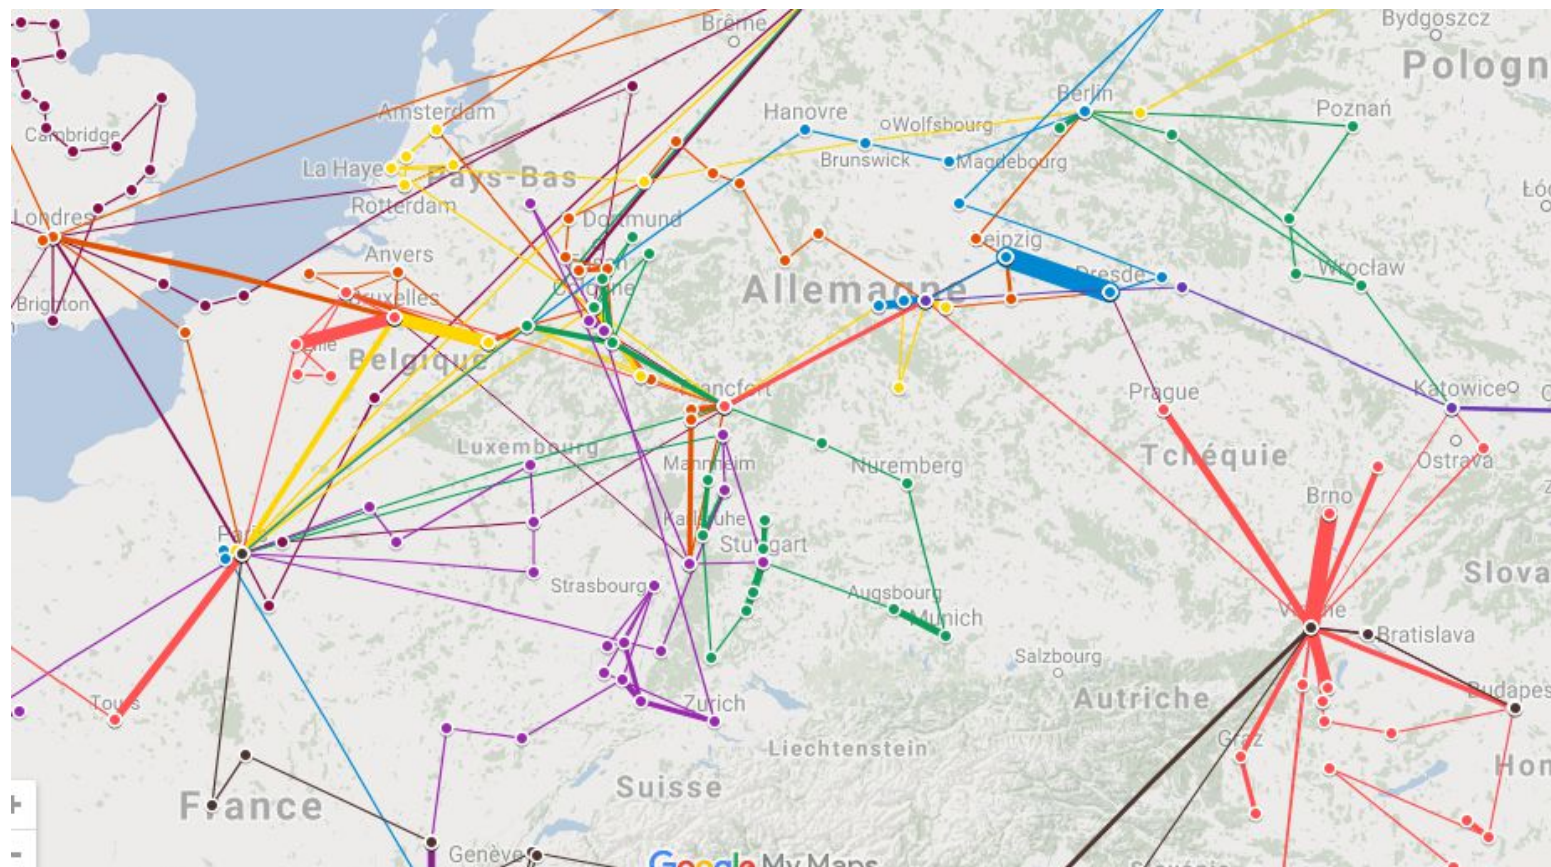 Brême
Bydgoszcz
Pologn
Amsterdam
Hanovre
Wolfsbourg
Berlin
Poznań
Cambridge
La Haye
Pays-Bas
Brunswick
Magdebourg
Rotterdam
Londres
Dortmund
Anvers
eipzig
Wrocław
Dresde
Brighton
Bruxelles
Allemagne
Belgique
Prague
Katowice
Luxembourg
Mannheim
Nuremberg
Tchéquie
Ostrava
Brno
Karlsruhe
Stuttgart
Strasbourg
Augsbourg
Munich
Slova
Bratislava
Salzbourg
Tours
Zurich
Autriche
Budapes
Graz
Liechtenstein
Suisse
Hon
France
+
-
Genève
Google My Maps